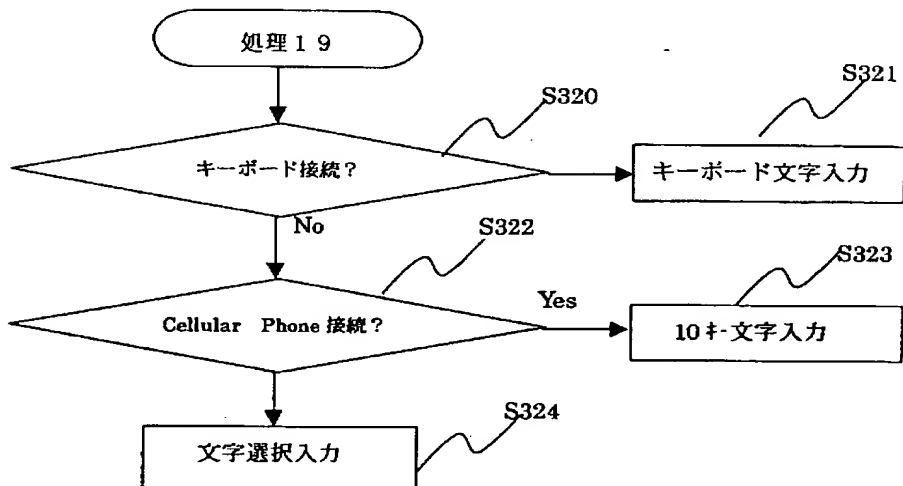 処理１９
S320
S321
キーボード接続？
キーボード文字入力
No
S322
S323
Cellular Phone 接続？
Yes
10ｷｰ文字入力
S324
文字選択入力